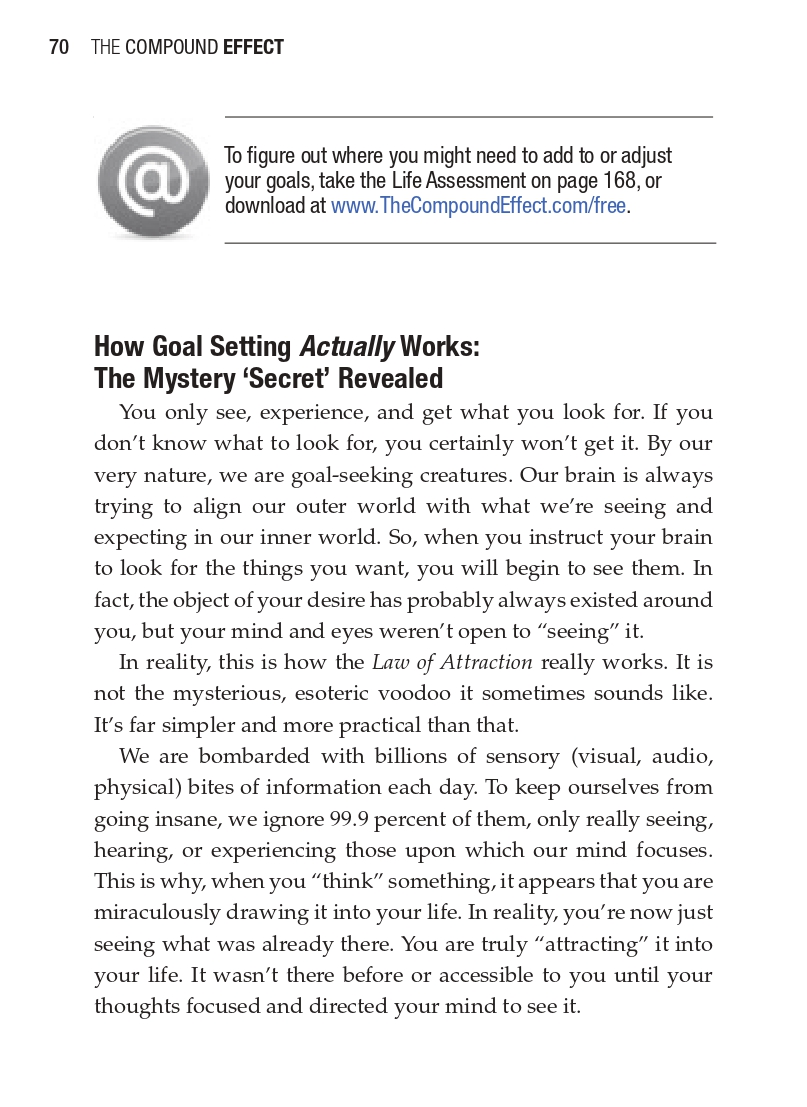 70 THE COMPOUND EFFECT
@
To figure out where you might need to add to or adjust
your goals, take the Life Assessment on page 168, or
download at www.TheCompoundEffect.com/free.
How Goal Setting Actually Works:
The Mystery ‘Secret’ Revealed
You only see, experience, and get what you look for. If you
don’t know what to look for, you certainly won’t get it. By our
very nature, we are goal-seeking creatures. Our brain is always
trying to align our outer world with what we’re seeing and
expecting in our inner world. So, when you instruct your brain
to look for the things you want, you will begin to see them. In
fact, the object of your desire has probably always existed around
you, but your mind and eyes weren’t open to “seeing” it.
In reality, this is how the Law of Attraction really works. It is
not the mysterious, esoteric voodoo it sometimes sounds like.
It’s far simpler and more practical than that.
We are bombarded with billions of sensory (visual, audio,
physical) bites of information each day. To keep ourselves from
going insane, we ignore 99.9 percent of them, only really seeing,
hearing, or experiencing those upon which our mind focuses.
This is why, when you “think” something, it appears that you are
miraculously drawing it into your life. In reality, you’re now just
seeing what was already there. You are truly “attracting” it into
your life. It wasn’t there before or accessible to you until your
thoughts focused and directed your mind to see it.